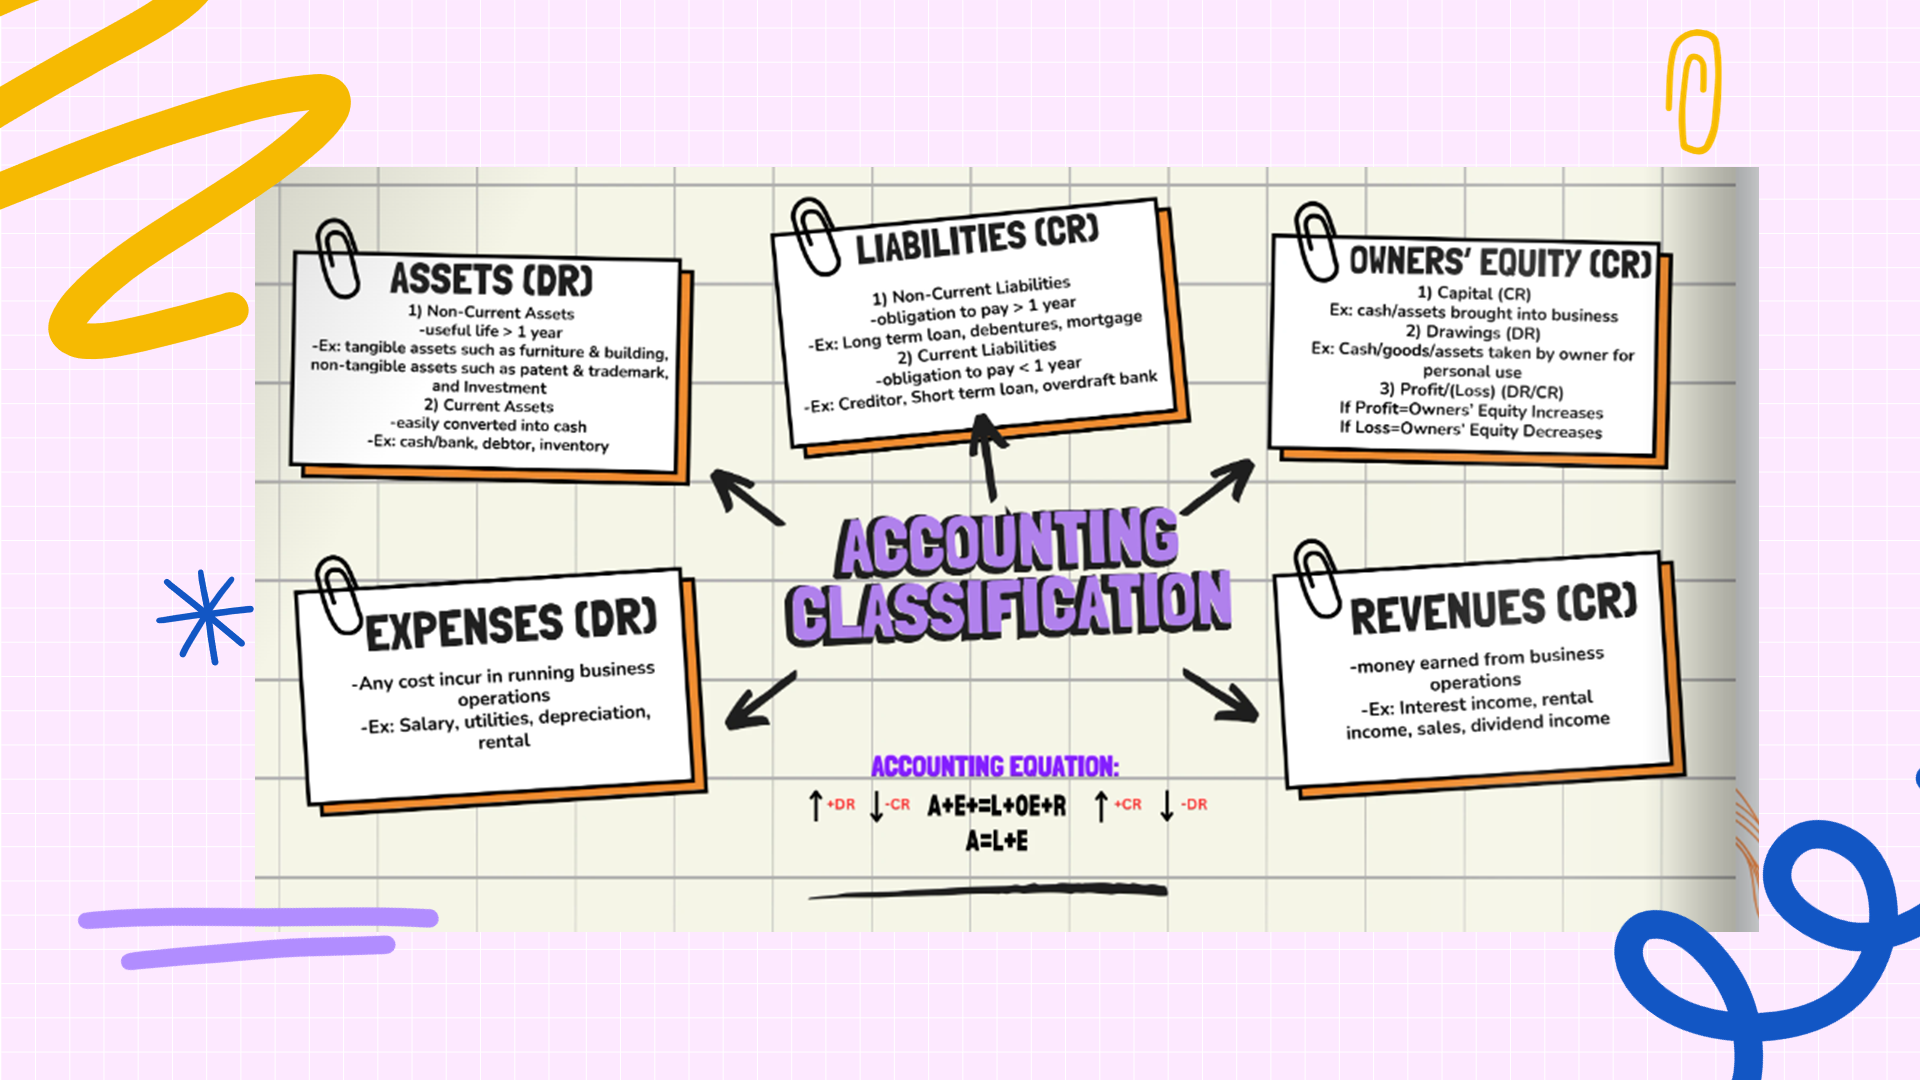 ASSETS (DR)
1) Non-Current Assets
-useful life > 1 year
-Ex: tangible assets such as furniture & building,
non-tangible assets such as patent & trademark,
and Investment
2) Current Assets
-easily converted into cash
-Ex: cash/bank, debtor, inventory
LIABILITIES (CR)
1) Non-Current Liabilities
-obligation to pay > 1 year
-Ex: Long term loan, debentures, mortgage
2) Current Liabilities
-obligation to pay < 1 year
-Ex: Creditor, Short term loan, overdraft bank
OWNERS' EQUITY (CR)
1) Capital (CR)
Ex: cash/assets brought into business
2) Drawings (DR)
Ex: Cash/goods/assets taken by owner for
personal use
3) Profit/(Loss) (DR/CR)
If Profit=Owners' Equity Increases
If Loss=Owners' Equity Decreases
ACCOUNTING
CLASSIFICATION
EXPENSES (DR)
-Any cost incur in running business
operations
-Ex: Salary, utilities, depreciation,
rental
REVENUES (CR)
-money earned from business
operations
-Ex: Interest income, rental
income, sales, dividend income
ACCOUNTING EQUATION:
↑ +DR ↓ -CR A+E+=L+OE+R ↑ +CR ↓ -DR
A=L+E